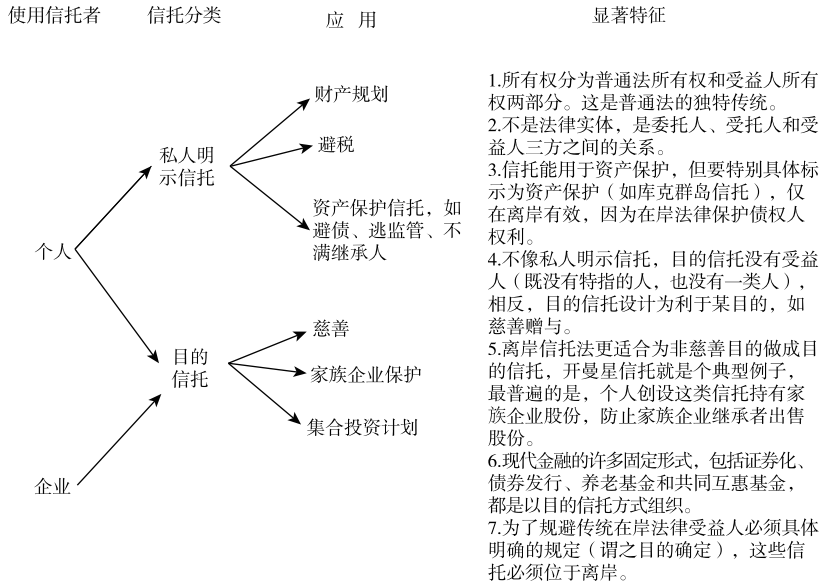 使用信托者 信托分类 应 用 显著特征
个人
企业
私人明
示信托
目的
信托
财产规划
避税
资产保护信托，如
避债、逃监管、不
满继承人
慈善
家族企业保护
集合投资计划
1.所有权分为普通法所有权和受益人所有
权两部分。这是普通法的独特传统。
2.不是法律实体，是委托人、受托人和受
益人三方之间的关系。
3.信托能用于资产保护，但要特别具体标
示为资产保护（如库克群岛信托），仅
在离岸有效，因为在岸法律保护债权人
权利。
4.不像私人明示信托，目的信托没有受益
人（既没有特指的人，也没有一类人），
相反，目的信托设计为利于某目的，如
慈善赠与。
5.离岸信托法更适合为非慈善目的做成目
的信托，开曼星信托就是个典型例子，
最普遍的是，个人创设这类信托持有家
族企业股份，防止家族企业继承者出售
股份。
6.现代金融的许多固定形式，包括证券化、
债券发行、养老基金和共同互惠基金，
都是以目的信托方式组织。
7.为了规避传统在岸法律受益人必须具体
明确的规定（谓之目的确定），这些信
托必须位于离岸。